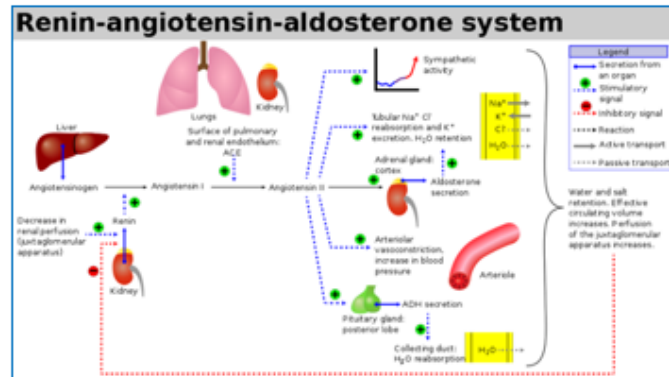 Renin-angiotensin-aldosterone system
Legend
Secretion from
an organ
Stimulatory
signal
Inhibitory signal
Reaction
Active transport
Passive transport
Lungs
Kidney
Surface of pulmonary
and renal endothelium:
ACE
Liver
Angiotensinogen
Angiotensin I
Angiotensin II
Decrease in
renal perfusion
(juxtaglomerular
apparatus)
Renin
Kidney
Sympathetic
activity
Tubular Na⁺ Cl⁻
reabsorption and K⁺
excretion. H₂O retention
Adrenal gland:
cortex
Aldosterone
secretion
Na⁺
K⁺
Cl⁻
H₂O
Arteriolar
vasoconstriction,
increase in blood
pressure
Arteriole
ADH secretion
Pituitary gland:
posterior lobe
Collecting duct:
H₂O reabsorption
H₂O
Water and salt
retention. Effective
circulating volume
increases. Perfusion
of the juxtaglomerular
apparatus increases.